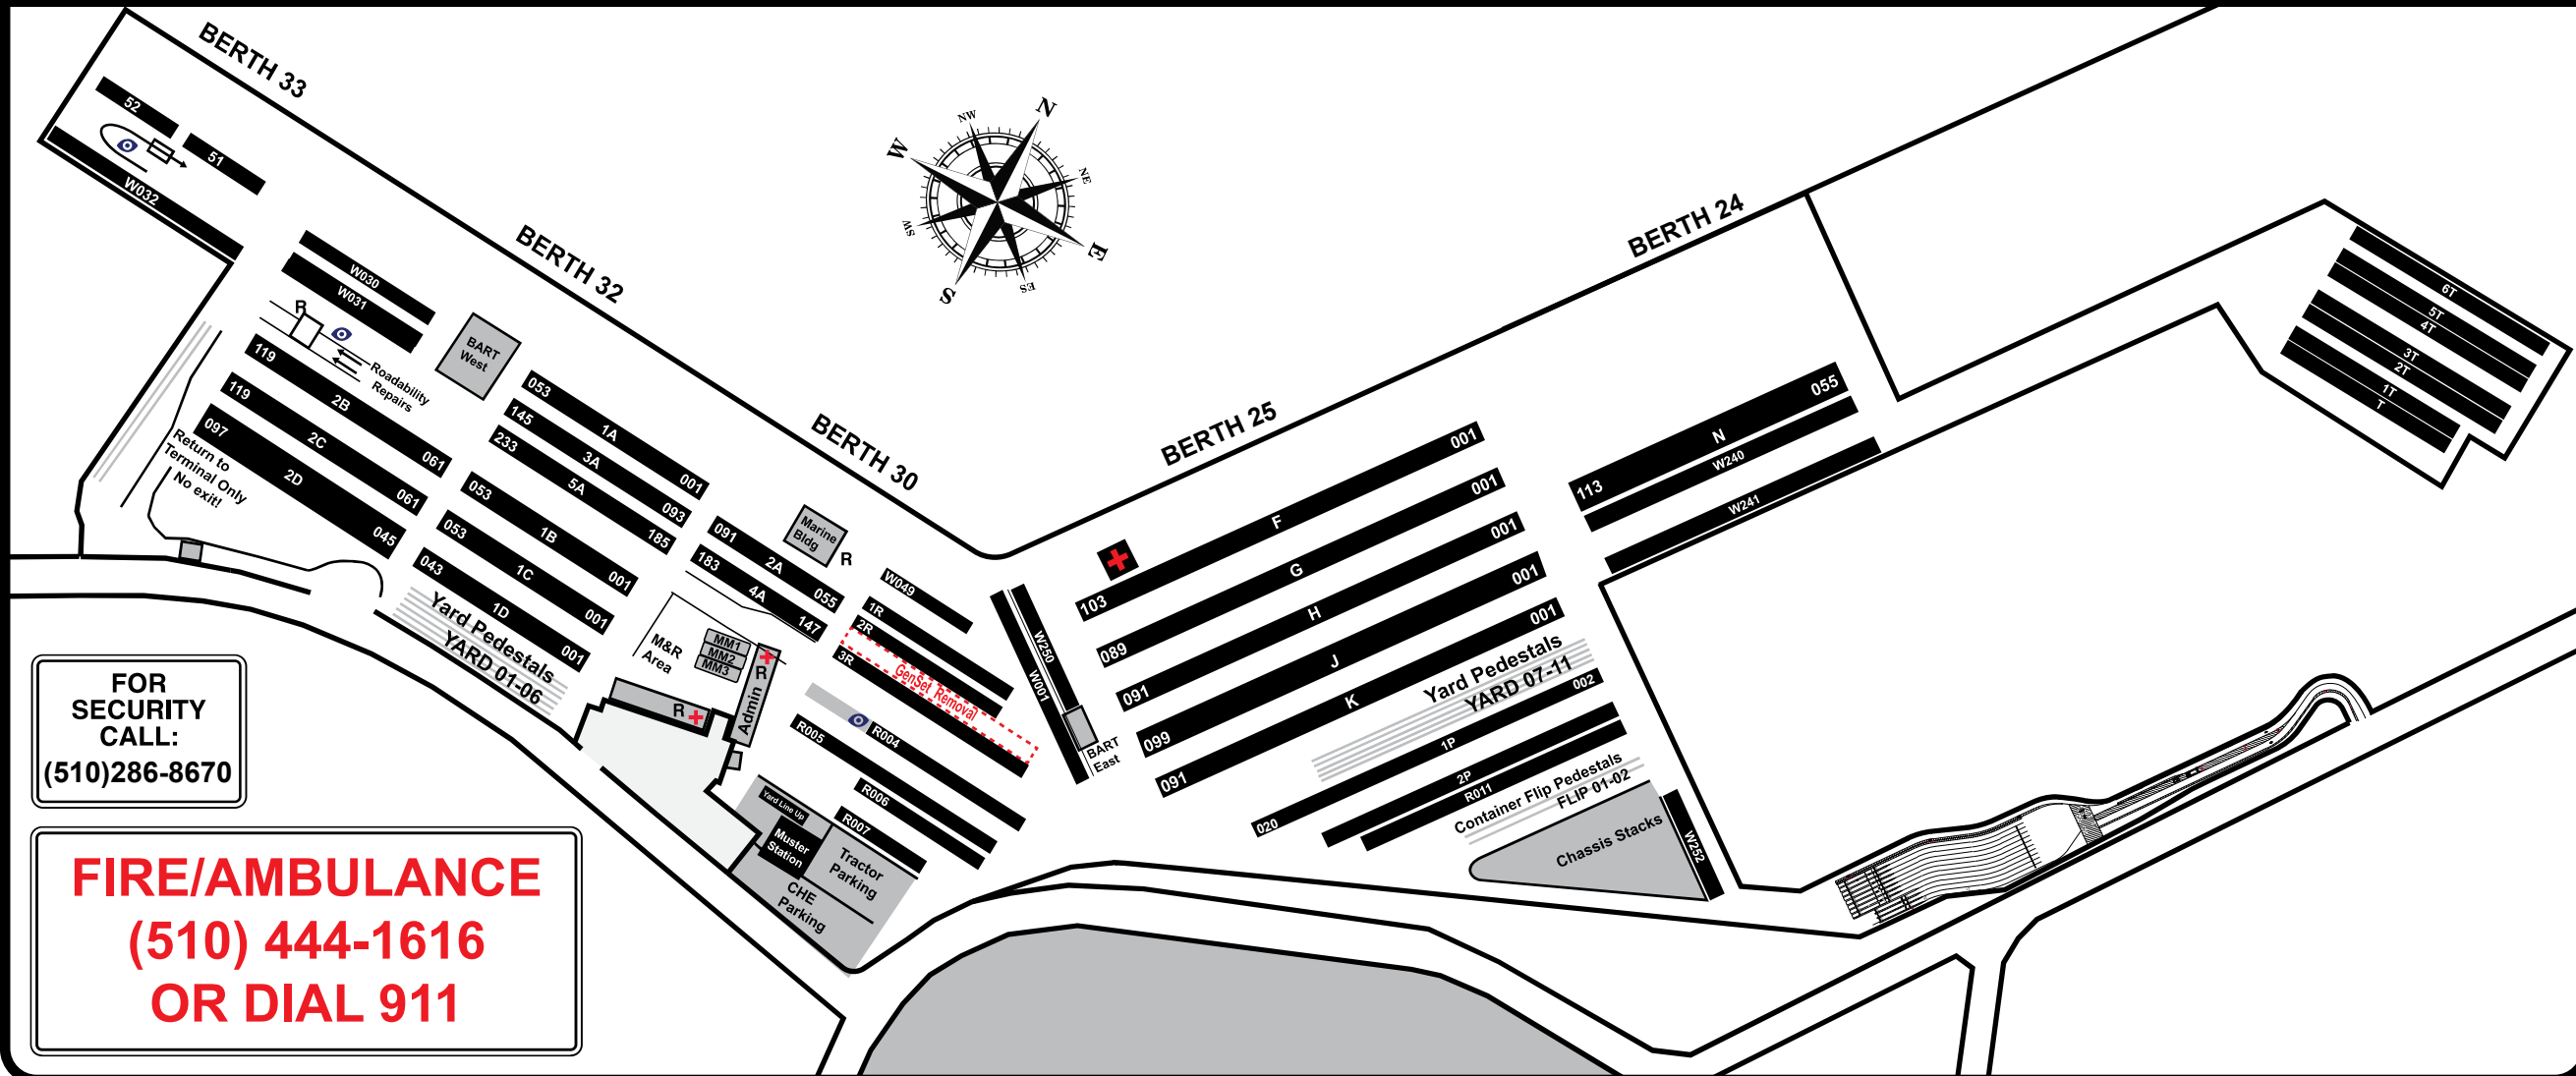 BERTH 33
52
51
W032
N
NW
W
NE
SW
E
S
ES
BERTH 32
BERTH 24
W030
W031
R
BART
West
Roadability
Repairs
119
2B
061
119
2C
061
097
2D
045
Return to
Terminal Only
No exit!
053
1A
001
145
3A
093
233
5A
185
BERTH 30
BERTH 25
053
1B
001
053
1C
001
043
1D
001
Yard Pedestals
YARD 01-06
091
2A
055
183
4A
147
Marine
Bldg
R
W049
1R
2R
GenSet Removal
3R
M&R
Area
MM1
MM2
MM3
R
Admin
R
R004
R005
R006
R007
Yard Line Up
Muster
Station
Tractor
Parking
CHE
Parking
W250
W001
BART
East
103
F
001
089
G
001
091
H
001
099
J
001
091
K
001
Yard Pedestals
YARD 07-11
020
1P
002
2P
R011
Container Flip Pedestals
FLIP 01-02
Chassis Stacks
W252
113
N
055
W240
W241
6T
5T
4T
3T
2T
1T
T
FOR
SECURITY
CALL:
(510)286-8670
FIRE/AMBULANCE
(510) 444-1616
OR DIAL 911